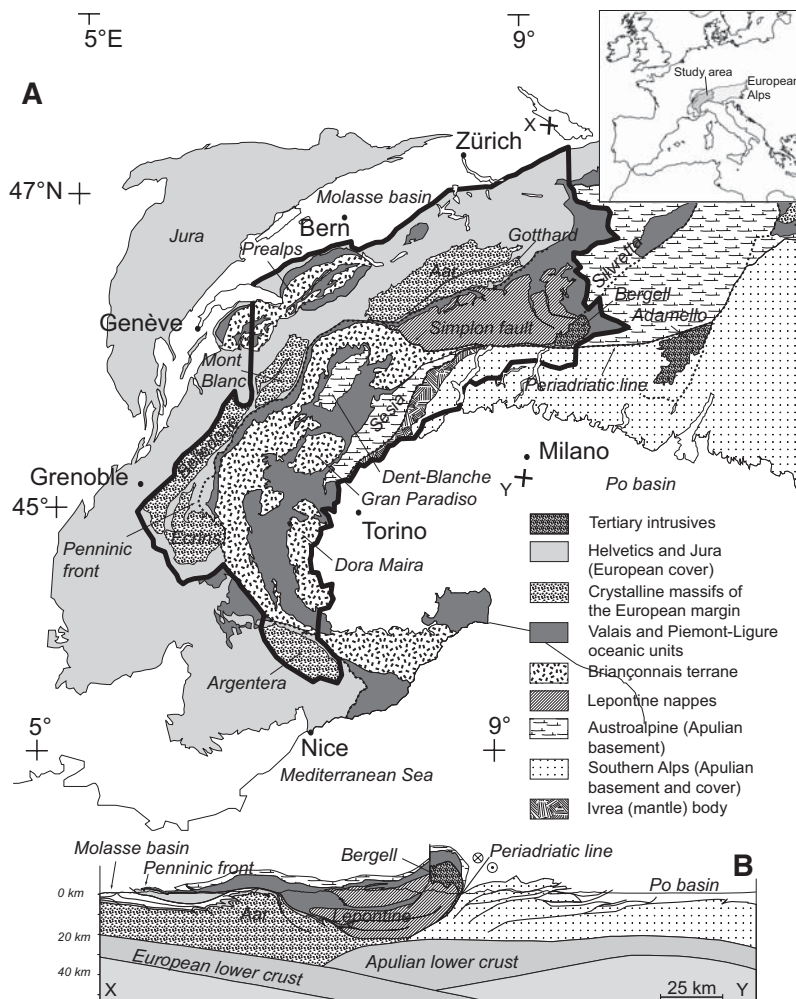 5°E
9°
Study area
European
Alps
A
X
Zürich
47°N
Molasse basin
Bern
Jura
Gotthard
Prealps
Aar
Silvretta
Bergell
Adamello
Genève
Simplon fault
Mont
Blanc
Periadriatic line
Sesia
Belledonne
Milano
Grenoble
Dent-Blanche
Y
45°
Gran Paradiso
Po basin
Torino
Penninic
front
Ecrins
Dora Maira
Argentera
5°
9°
Nice
Mediterranean Sea
Tertiary intrusives
Helvetics and Jura
(European cover)
Crystalline massifs of
the European margin
Valais and Piemont-Ligure
oceanic units
Briançonnais terrane
Lepontine nappes
Austroalpine (Apulian
basement)
Southern Alps (Apulian
basement and cover)
Ivrea (mantle) body
Molasse basin
Penninic front
Bergell
Periadriatic line
B
0 km
Aar
Lepontine
Po basin
20 km
European lower crust
Apulian lower crust
40 km
X
25 km
Y